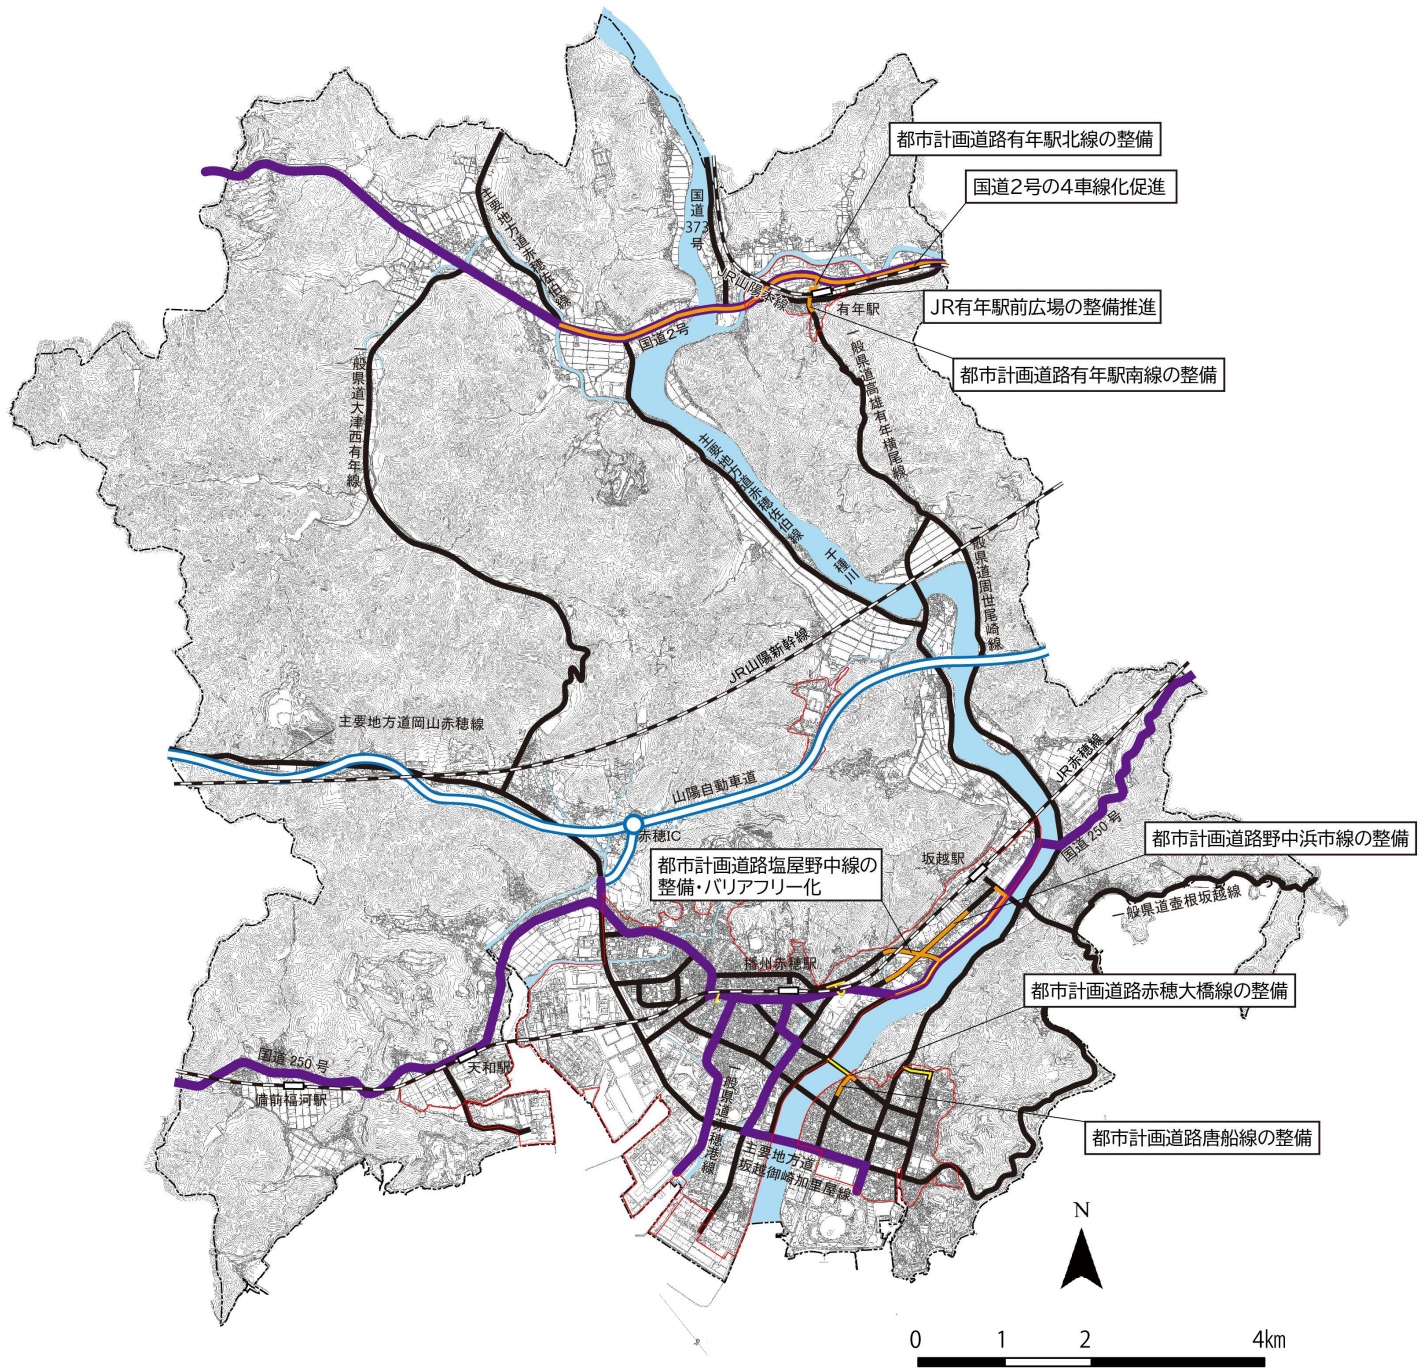 都市計画道路有年駅北線の整備
国道2号の4車線化促進
主要地方道赤穂佐伯線
国道
373
号
JR山陽本線
有年駅
JR有年駅前広場の整備推進
国道2号
都市計画道路有年駅南線の整備
一般県道大津西有年線
一般県道高雄有年横尾線
主要地方道赤穂佐伯線
千種川
一般県道周世尾崎線
JR山陽新幹線
主要地方道岡山赤穂線
JR赤穂線
山陽自動車道
赤穂IC
国道250号
都市計画道路野中浜市線の整備
坂越駅
都市計画道路塩屋野中線の
整備・バリアフリー化
一般県道壺根坂越線
播州赤穂駅
都市計画道路赤穂大橋線の整備
国道250号
天和駅
備前福河駅
一般県道赤穂港線
都市計画道路唐船線の整備
主要地方道
坂越御崎加里屋線
N
0 1 2 4km